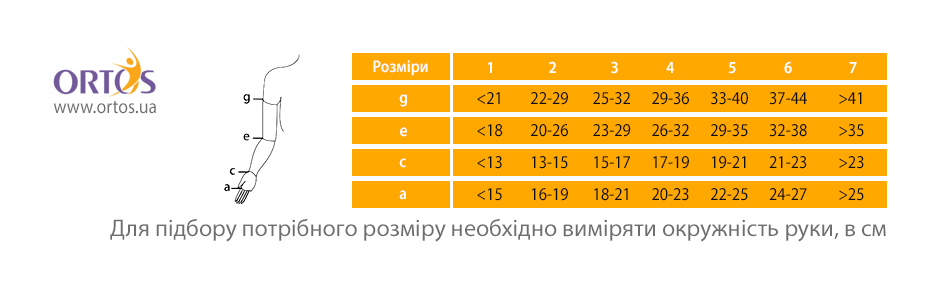 ORTOS
www.ortos.ua
g
e
c
a
Розміри 1 2 3 4 5 6 7
g <21 22-29 25-32 29-36 33-40 37-44 >41
e <18 20-26 23-29 26-32 29-35 32-38 >35
c <13 13-15 15-17 17-19 19-21 21-23 >23
a <15 16-19 18-21 20-23 22-25 24-27 >25
Для підбору потрібного розміру необхідно виміряти окружність руки, в см